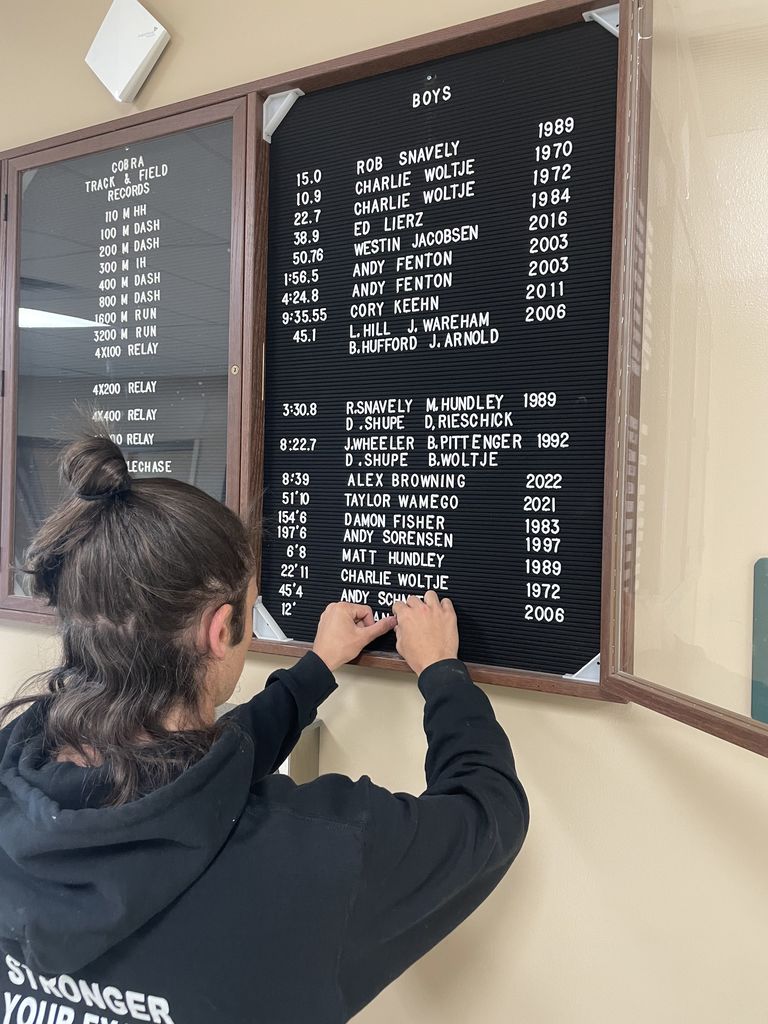 COBRA
TRACK & FIELD
RECORDS
110 M HH
100 M DASH
200 M DASH
300 M IH
400 M DASH
800 M DASH
1600 M RUN
3200 M RUN
4X100 RELAY
4X200 RELAY
4X400 RELAY
RELAY
LECHASE
BOYS
15.0 ROB SNAVELY 1989
10.9 CHARLIE WOLTJE 1970
22.7 CHARLIE WOLTJE 1972
38.9 ED LIERZ 1984
50.76 WESTIN JACOBSEN 2016
1:56.5 ANDY FENTON 2003
4:24.8 ANDY FENTON 2003
9:35.55 CORY KEEHN 2011
45.1 L.HILL J.WAREHAM 2006
B.HUFFORD J.ARNOLD
3:30.8 R.SNAVELY M.HUNDLEY 1989
D.SHUPE D,RIESCHICK
8:22.7 J.WHEELER B.PITTENGER 1992
D.SHUPE B.WOLTJE
8:39 ALEX BROWNING 2022
51'10 TAYLOR WAMEGO 2021
154'6 DAMON FISHER 1983
197'6 ANDY SORENSEN 1997
6'8 MATT HUNDLEY 1989
22'11 CHARLIE WOLTJE 1972
45'4 ANDY 2006
12'
STRONGER
YOUR